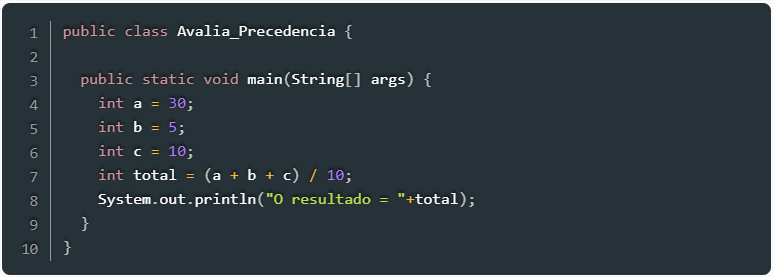 1 public class Avalia_Precedencia {
2
3 public static void main(String[] args) {
4 int a = 30;
5 int b = 5;
6 int c = 10;
7 int total = (a + b + c) / 10;
8 System.out.println("O resultado = "+total);
9 }
10 }